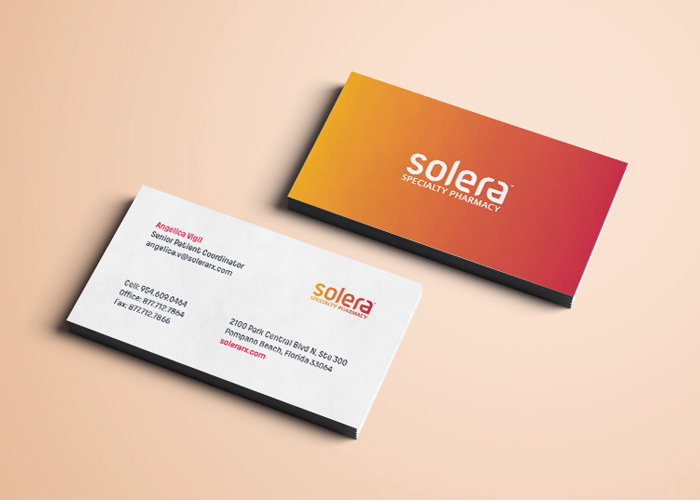 solera
SPECIALTY PHARMACY
Angelica Vigil
Senior Patient Coordinator
angelica.v@solerarx.com
Cell: 954.609.0464
Office: 877.712.7864
Fax: 877.712.7866
solera
SPECIALTY PHARMACY
2100 Park Central Blvd N, Ste 300
Pompano Beach, Florida 33064
solerarx.com